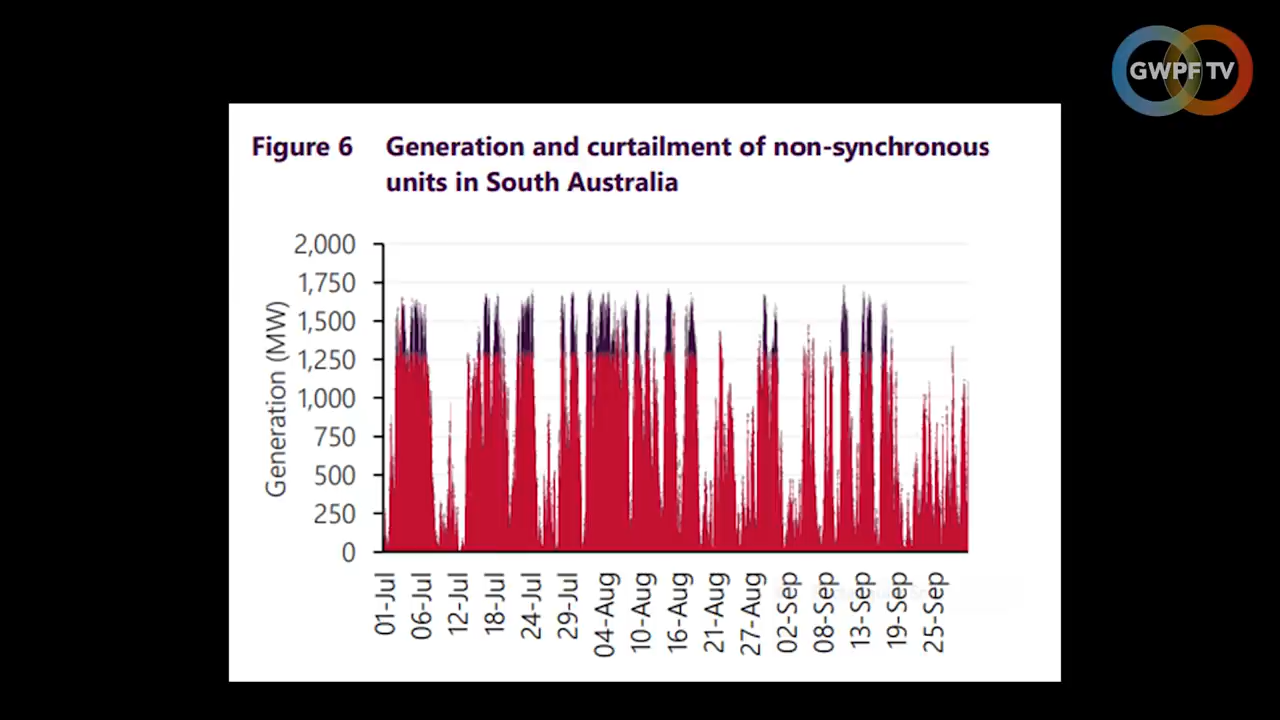 GWPF TV
Figure 6 Generation and curtailment of non-synchronous
units in South Australia
Generation (MW)
2,000
1,750
1,500
1,250
1,000
750
500
250
0
01-Jul
06-Jul
12-Jul
18-Jul
24-Jul
29-Jul
04-Aug
10-Aug
16-Aug
21-Aug
27-Aug
02-Sep
08-Sep
13-Sep
19-Sep
25-Sep